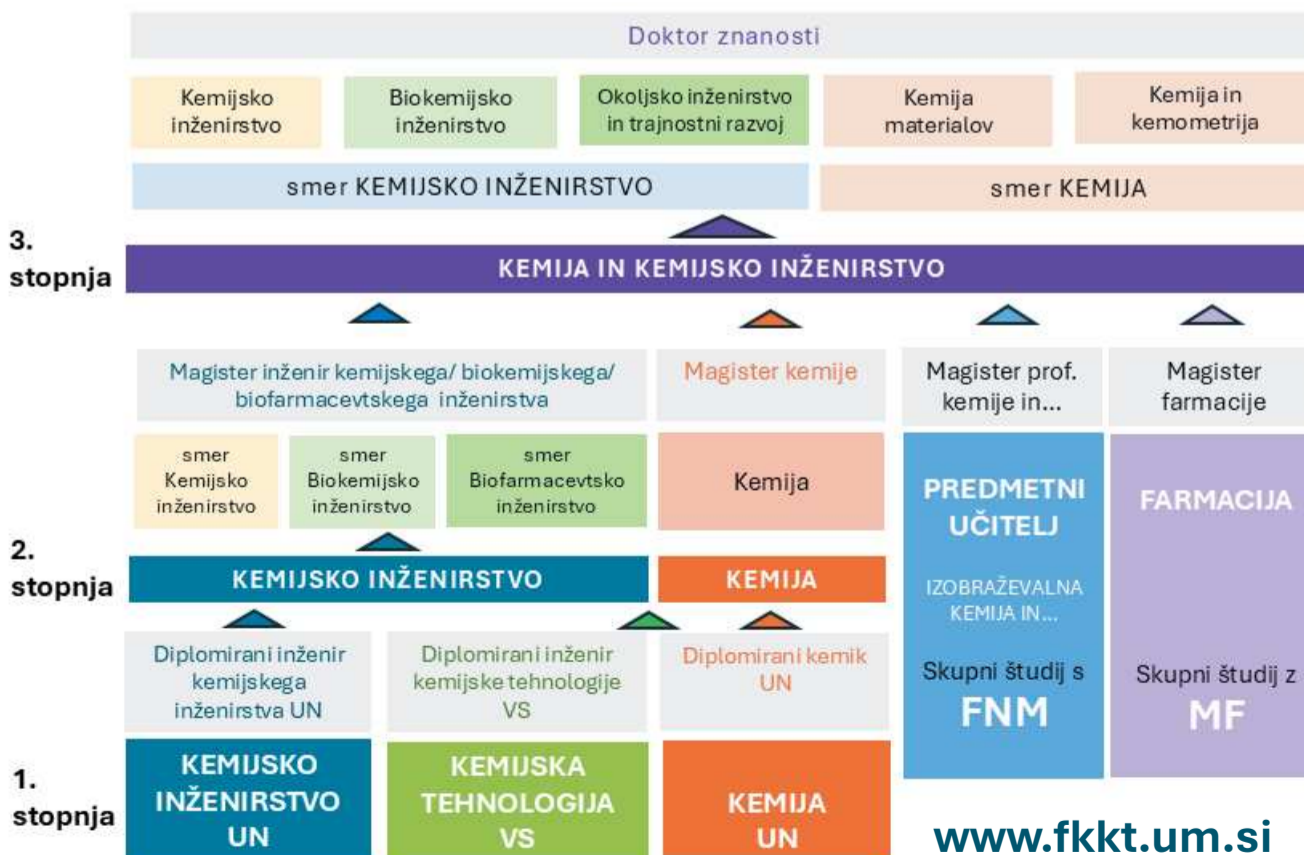 Doktor znanosti
Kemijsko
inženirstvo
Biokemijsko
inženirstvo
Okoljsko inženirstvo
in trajnostni razvoj
Kemija
materialov
Kemija in
kemometrija
smer KEMIJSKO INŽENIRSTVO
smer KEMIJA
3.
stopnja
KEMIJA IN KEMIJSKO INŽENIRSTVO
Magister inženir kemijskega/ biokemijskega/
biofarmacevtskega inženirstva
Magister kemije
Magister prof.
kemije in...
Magister
farmacije
smer
Kemijsko
inženirstvo
smer
Biokemijsko
inženirstvo
smer
Biofarmacevtsko
inženirstvo
Kemija
PREDMETNI
UČITELJ
IZOBRAŽEVALNA
KEMIJA IN...
Skupni študij s
FNM
FARMACIJA
Skupni študij z
MF
2.
stopnja
KEMIJSKO INŽENIRSTVO
KEMIJA
Diplomirani inženir
kemijskega
inženirstva UN
Diplomirani inženir
kemijske tehnologije
VS
Diplomirani kemik
UN
1.
stopnja
KEMIJSKO
INŽENIRSTVO
UN
KEMIJSKA
TEHNOLOGIJA
VS
KEMIJA
UN
www.fkkt.um.si